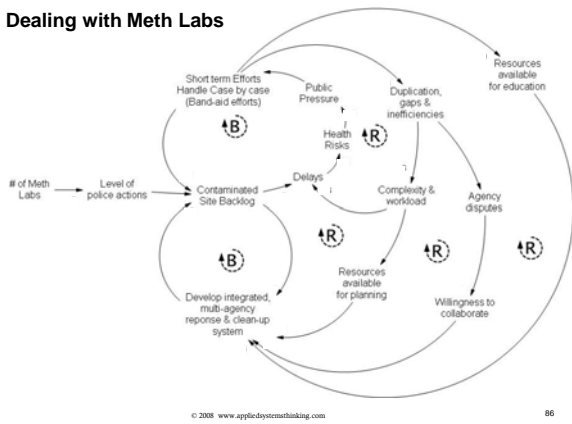 Dealing with Meth Labs
Short term Efforts
Handle Case by case
(Band-aid efforts)
Public
Pressure
Duplication,
gaps &
inefficiencies
Resources
available
for education
B
Health
Risks
R
# of Meth
Labs
Level of
police actions
Contaminated
Site Backlog
Delays
Complexity &
workload
Agency
disputes
B
R
R
R
Resources
available
for planning
Develop integrated,
multi-agency
reponse & clean-up
system
Willingness to
collaborate
© 2008 www.appliedsystemsthinking.com
86